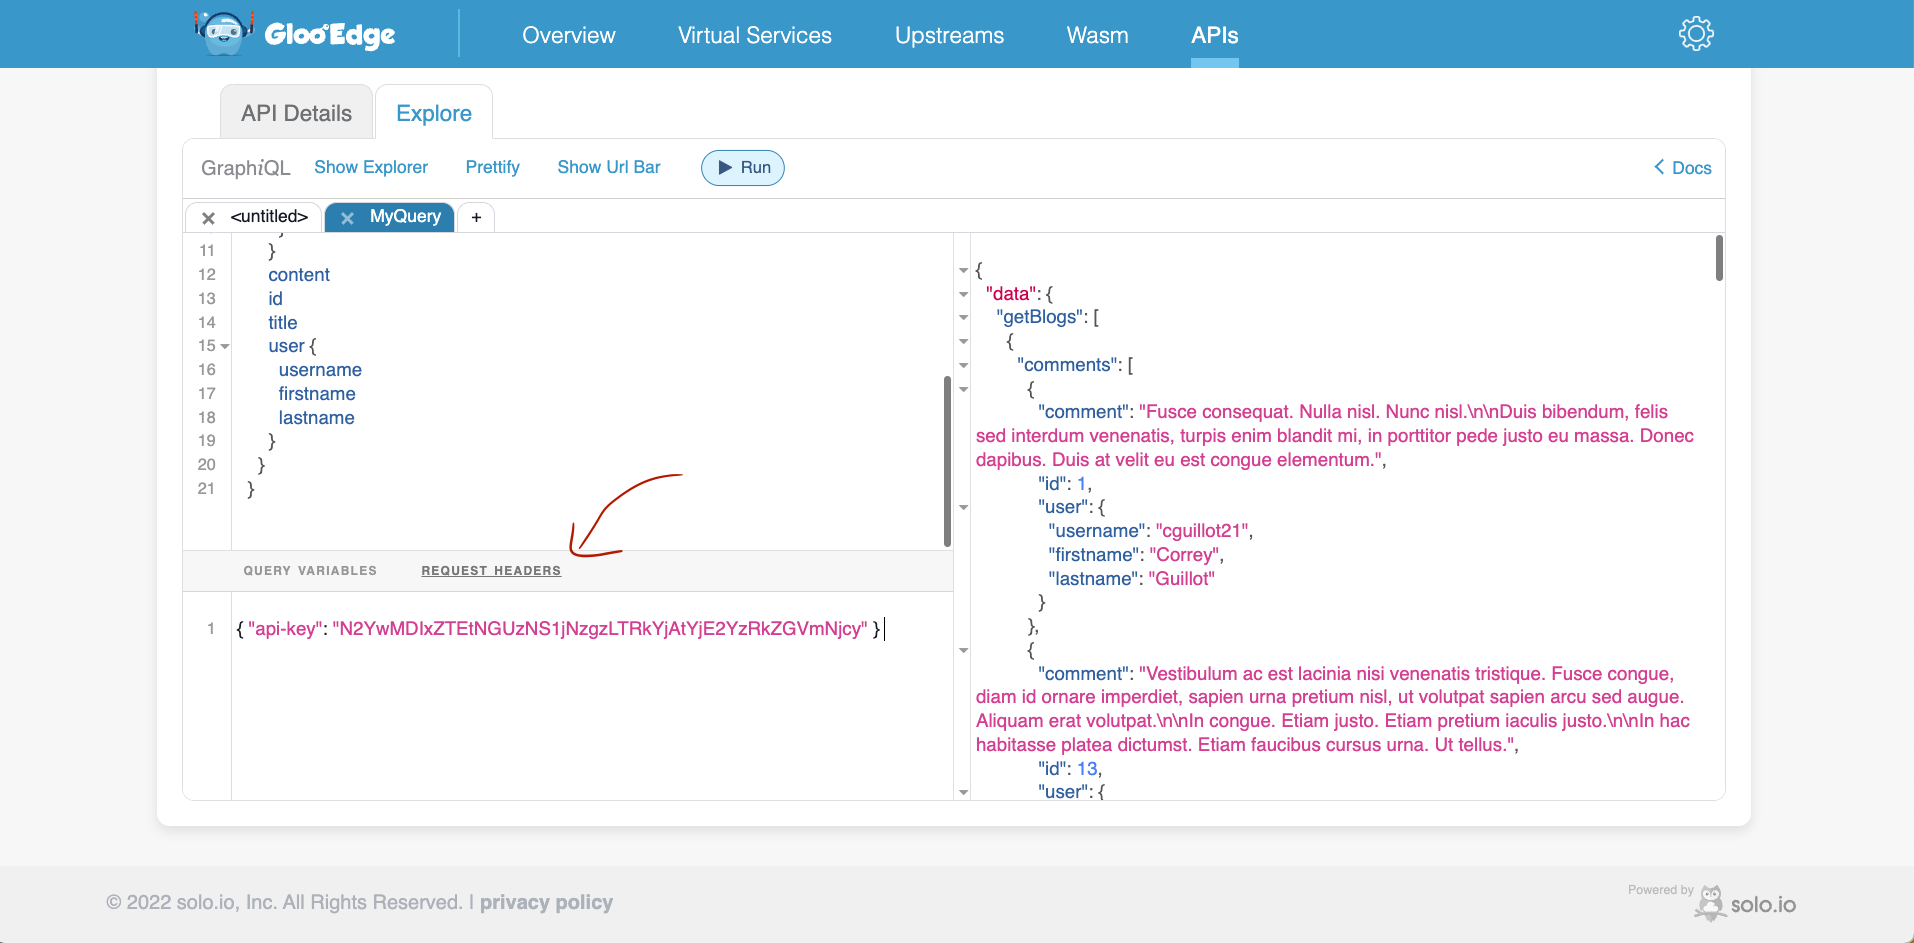 Gloo Edge
Overview
Virtual Services
Upstreams
Wasm
APIs
API Details
Explore
GraphiQL
Show Explorer
Prettify
Show Url Bar
Run
Docs
<untitled>
MyQuery
+
11 }
12 content
13 id
14 title
15 user {
16 username
17 firstname
18 lastname
19 }
20 }
21 }
QUERY VARIABLES
REQUEST HEADERS
1 { "api-key": "N2YwMDIxZTEtNGUzNS1jNzgzLTRkYjAtYjE2YzRkZGVmNjcy" }
{
"data": {
"getBlogs": [
{
"comments": [
{
"comment": "Fusce consequat. Nulla nisl. Nunc nisl.\n\nDuis bibendum, felis
sed interdum venenatis, turpis enim blandit mi, in porttitor pede justo eu massa. Donec
dapibus. Duis at velit eu est congue elementum.",
"id": 1,
"user": {
"username": "cguillot21",
"firstname": "Correy",
"lastname": "Guillot"
}
},
{
"comment": "Vestibulum ac est lacinia nisi venenatis tristique. Fusce congue,
diam id ornare imperdiet, sapien urna pretium nisl, ut volutpat sapien arcu sed augue.
Aliquam erat volutpat.\n\nIn congue. Etiam justo. Etiam pretium iaculis justo.\n\nIn hac
habitasse platea dictumst. Etiam faucibus cursus urna. Ut tellus.",
"id": 13,
"user": {
© 2022 solo.io, Inc. All Rights Reserved. | privacy policy
Powered by
solo.io